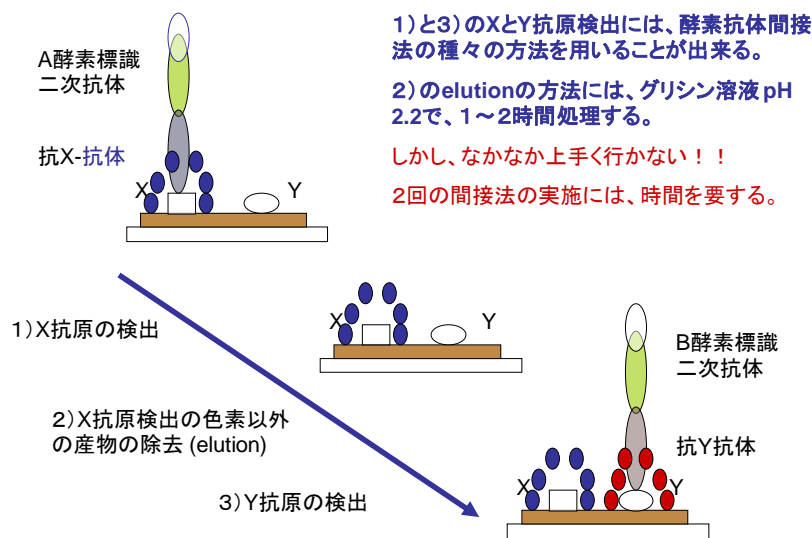 A酵素標識
二次抗体
抗X-抗体
X
Y
1)と3)のXとY抗原検出には、酵素抗体間接
法の種々の方法を用いることが出来る。
2)のelutionの方法には、グリシン溶液pH
2.2で、1～2時間処理する。
しかし、なかなか上手く行かない！！
2回の間接法の実施には、時間を要する。
1)X抗原の検出
X
Y
2)X抗原検出の色素以外
の産物の除去 (elution)
3)Y抗原の検出
B酵素標識
二次抗体
抗Y抗体
X
Y